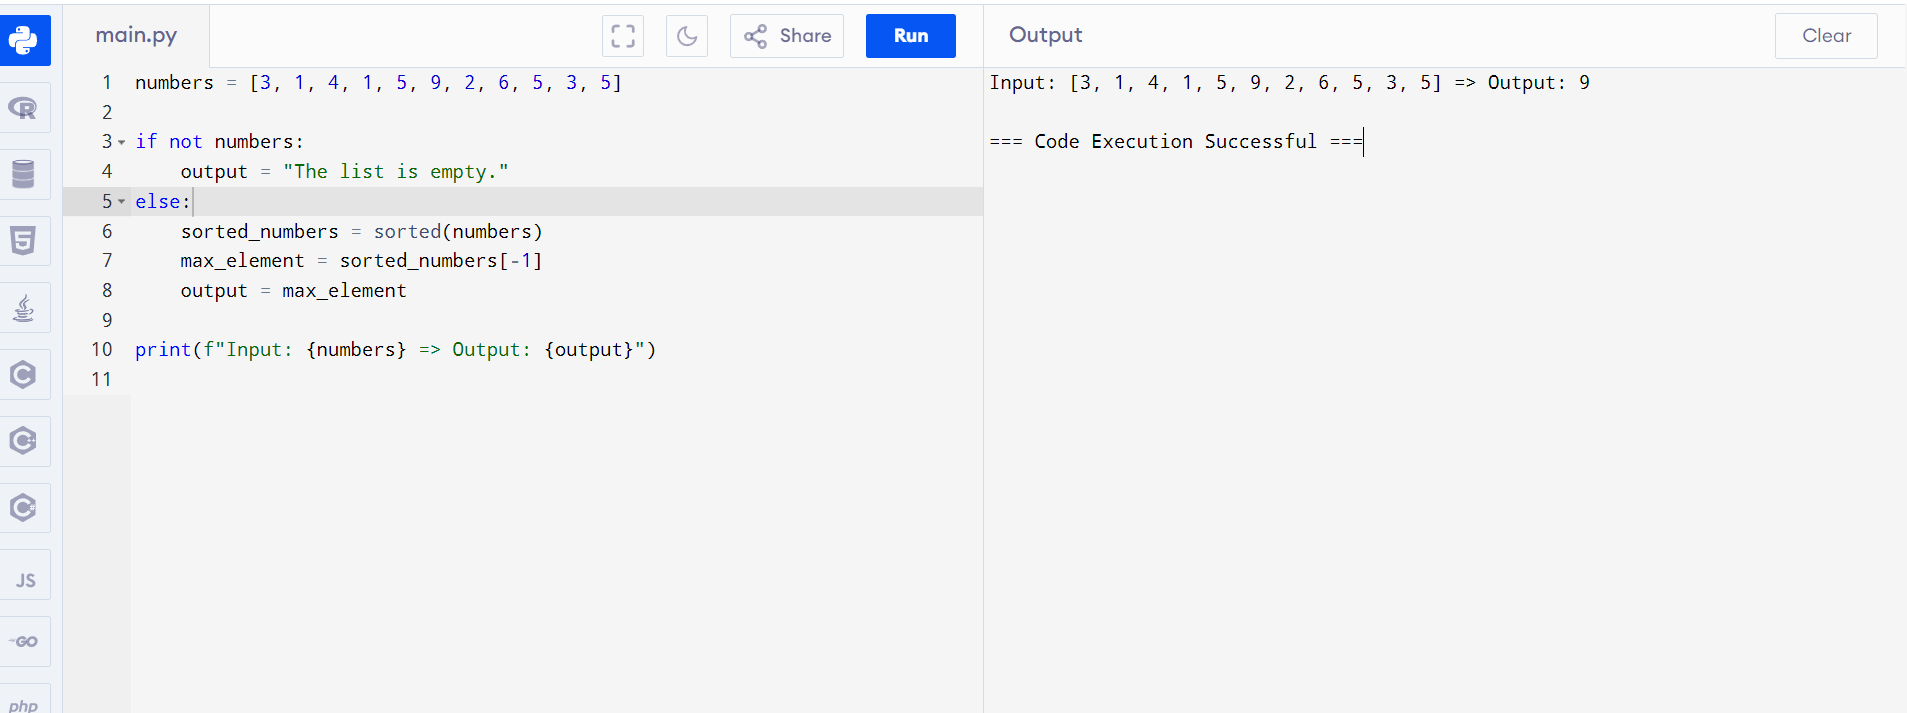 main.py
Share
Run
Output
Clear
1 numbers = [3, 1, 4, 1, 5, 9, 2, 6, 5, 3, 5]
2
3 if not numbers:
4     output = "The list is empty."
5 else:
6     sorted_numbers = sorted(numbers)
7     max_element = sorted_numbers[-1]
8     output = max_element
9
10 print(f"Input: {numbers} => Output: {output}")
11
Input: [3, 1, 4, 1, 5, 9, 2, 6, 5, 3, 5] => Output: 9
=== Code Execution Successful ===
R
5
C
C
C#
JS
GO
php